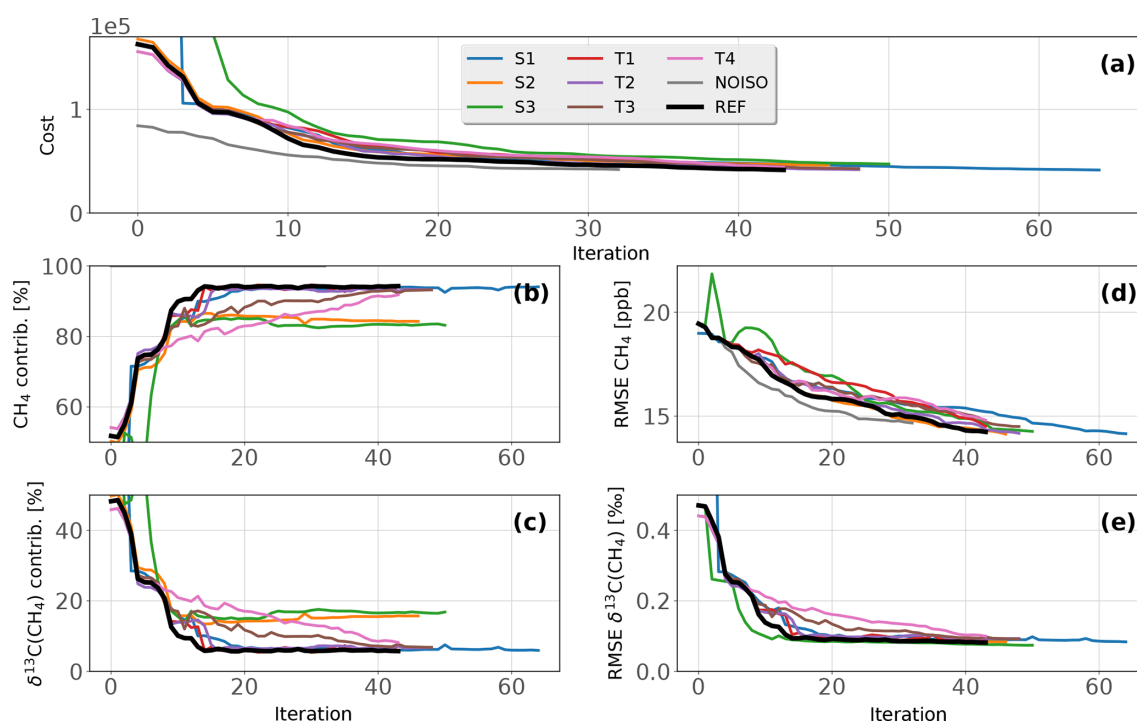 1e5
(a)
S1 T1 T4
S2 T2 NOISO
S3 T3 REF
Cost
1
0
0 10 20 30 40 50 60
Iteration
100
80
60
CH₄ contrib. [%]
(b)
0 20 40 60
20
15
RMSE CH₄ [ppb]
(d)
0 20 40 60
40
20
0
δ¹³C(CH₄) contrib. [%]
(c)
0 20 40 60
Iteration
0.4
0.2
0.0
RMSE δ¹³C(CH₄) [‰]
(e)
0 20 40 60
Iteration